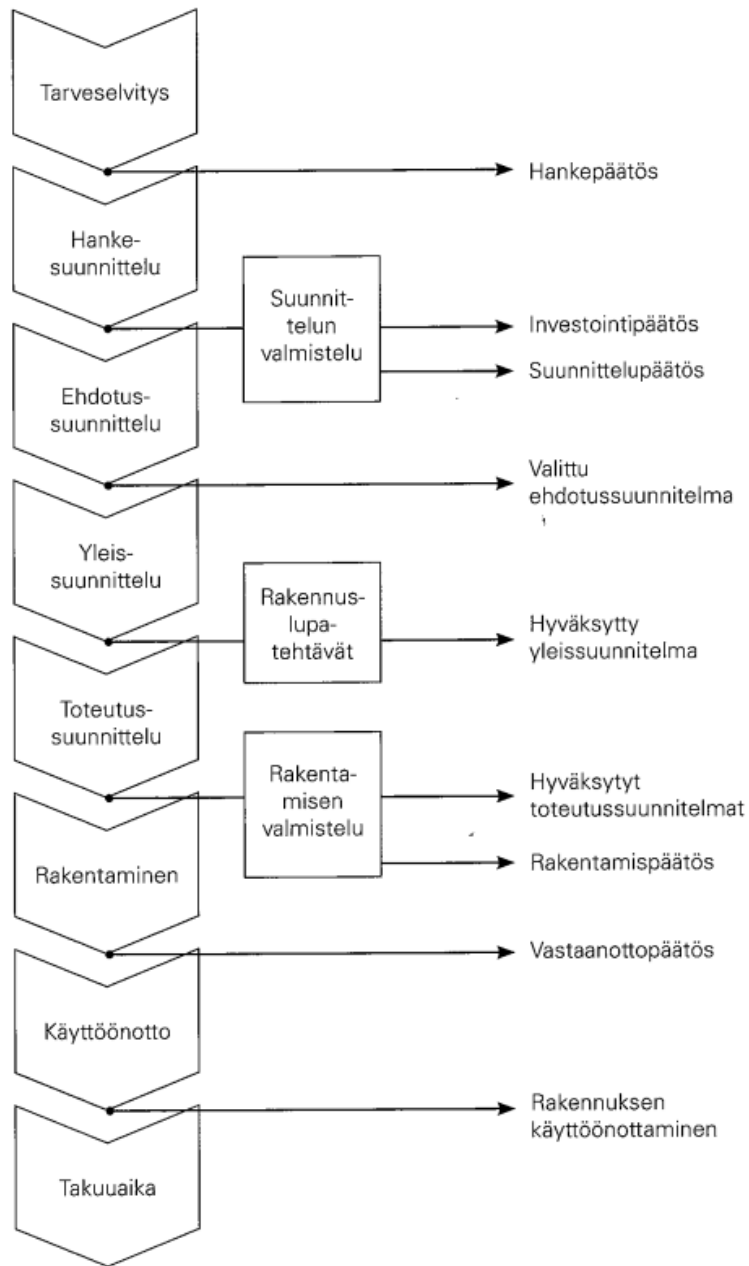 Tarveselvitys
Hankepäätös
Hanke-
suunnittelu
Suunnit-
telun
valmistelu
Investointipäätös
Suunnittelupäätös
Ehdotus-
suunnittelu
Valittu
ehdotussuunnitelma
Yleis-
suunnittelu
Rakennus-
lupa-
tehtävät
Hyväksytty
yleissuunnitelma
Toteutus-
suunnittelu
Rakenta-
misen
valmistelu
Hyväksytyt
toteutussuunnitelmat
Rakentamispäätös
Rakentaminen
Vastaanottopäätös
Käyttöönotto
Rakennuksen
käyttöönottaminen
Takuuaika